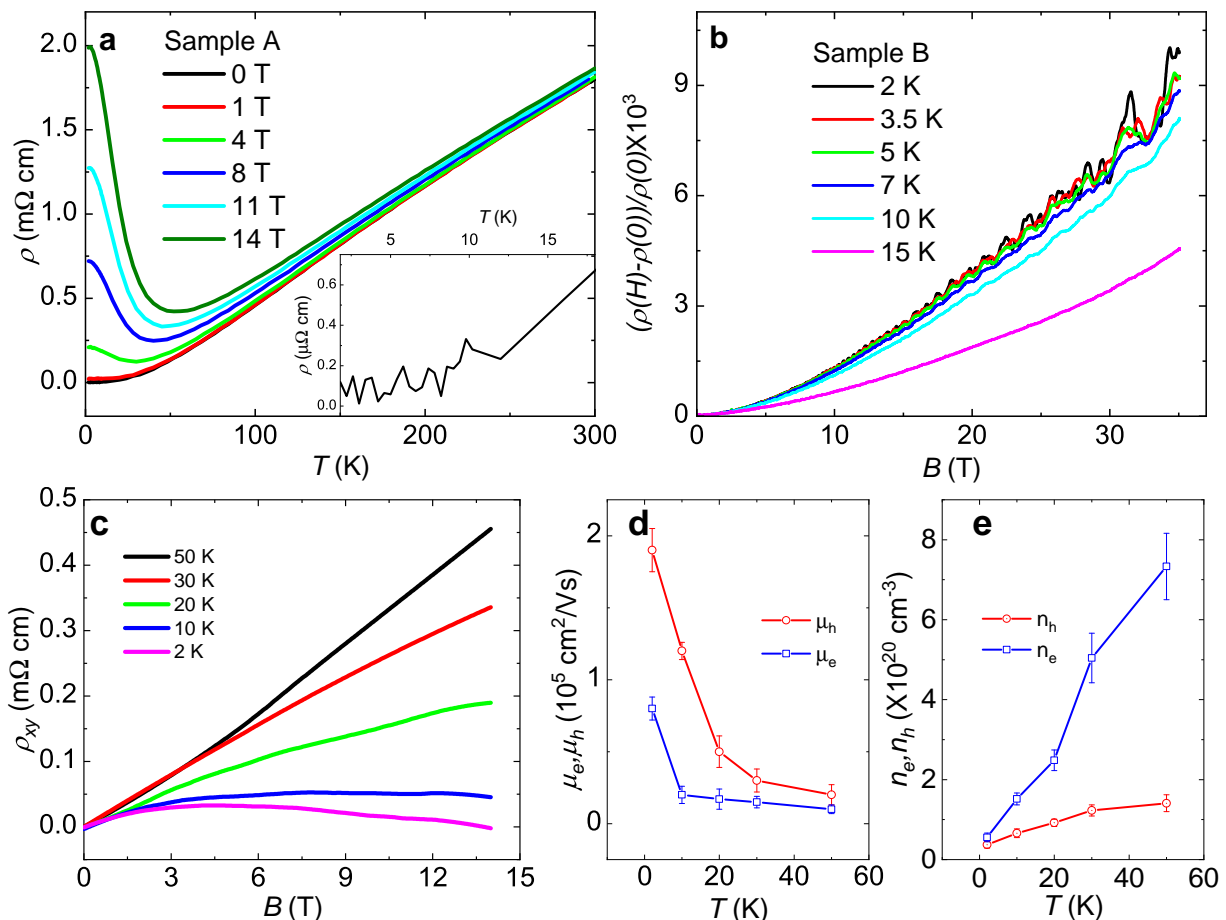 a
Sample A
0 T
1 T
4 T
8 T
11 T
14 T
2.0
1.5
1.0
0.5
0.0
ρ (mΩ cm)
0 100 200 300
T (K)
T (K)
5 10 15
0.6
0.4
0.2
0.0
ρ (μΩ cm)
b
Sample B
2 K
3.5 K
5 K
7 K
10 K
15 K
9
6
3
0
(ρ(H)-ρ(0))/ρ(0)X10³
0 10 20 30
B (T)
c
50 K
30 K
20 K
10 K
2 K
0.5
0.4
0.3
0.2
0.1
0.0
ρxy (mΩ cm)
0 3 6 9 12 15
B (T)
d
μh
μe
2
1
0
μe,μh (10⁵ cm²/Vs)
0 20 40 60
T (K)
e
nh
ne
8
6
4
2
0
ne,nh (X10²⁰ cm-³)
0 20 40 60
T (K)